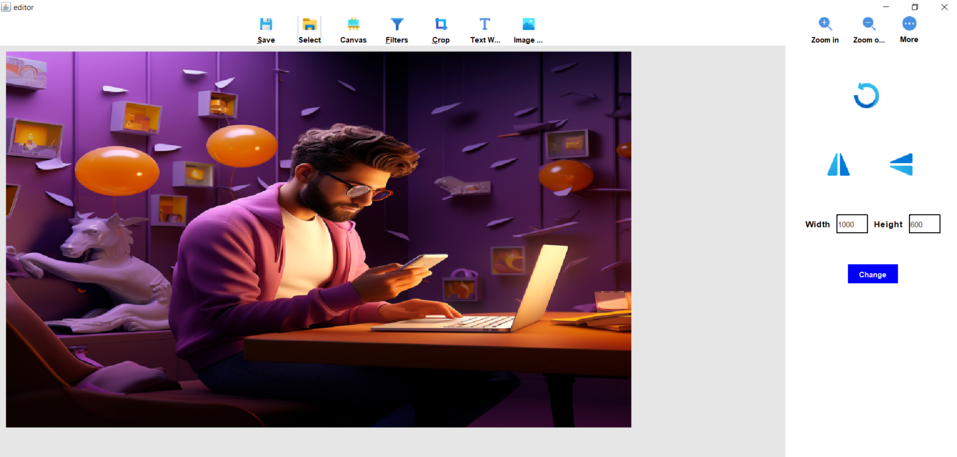 editor
Save Select Canvas Filters Crop Text W... Image ... Zoom in Zoom o... More
Width 1000 Height 600
Change